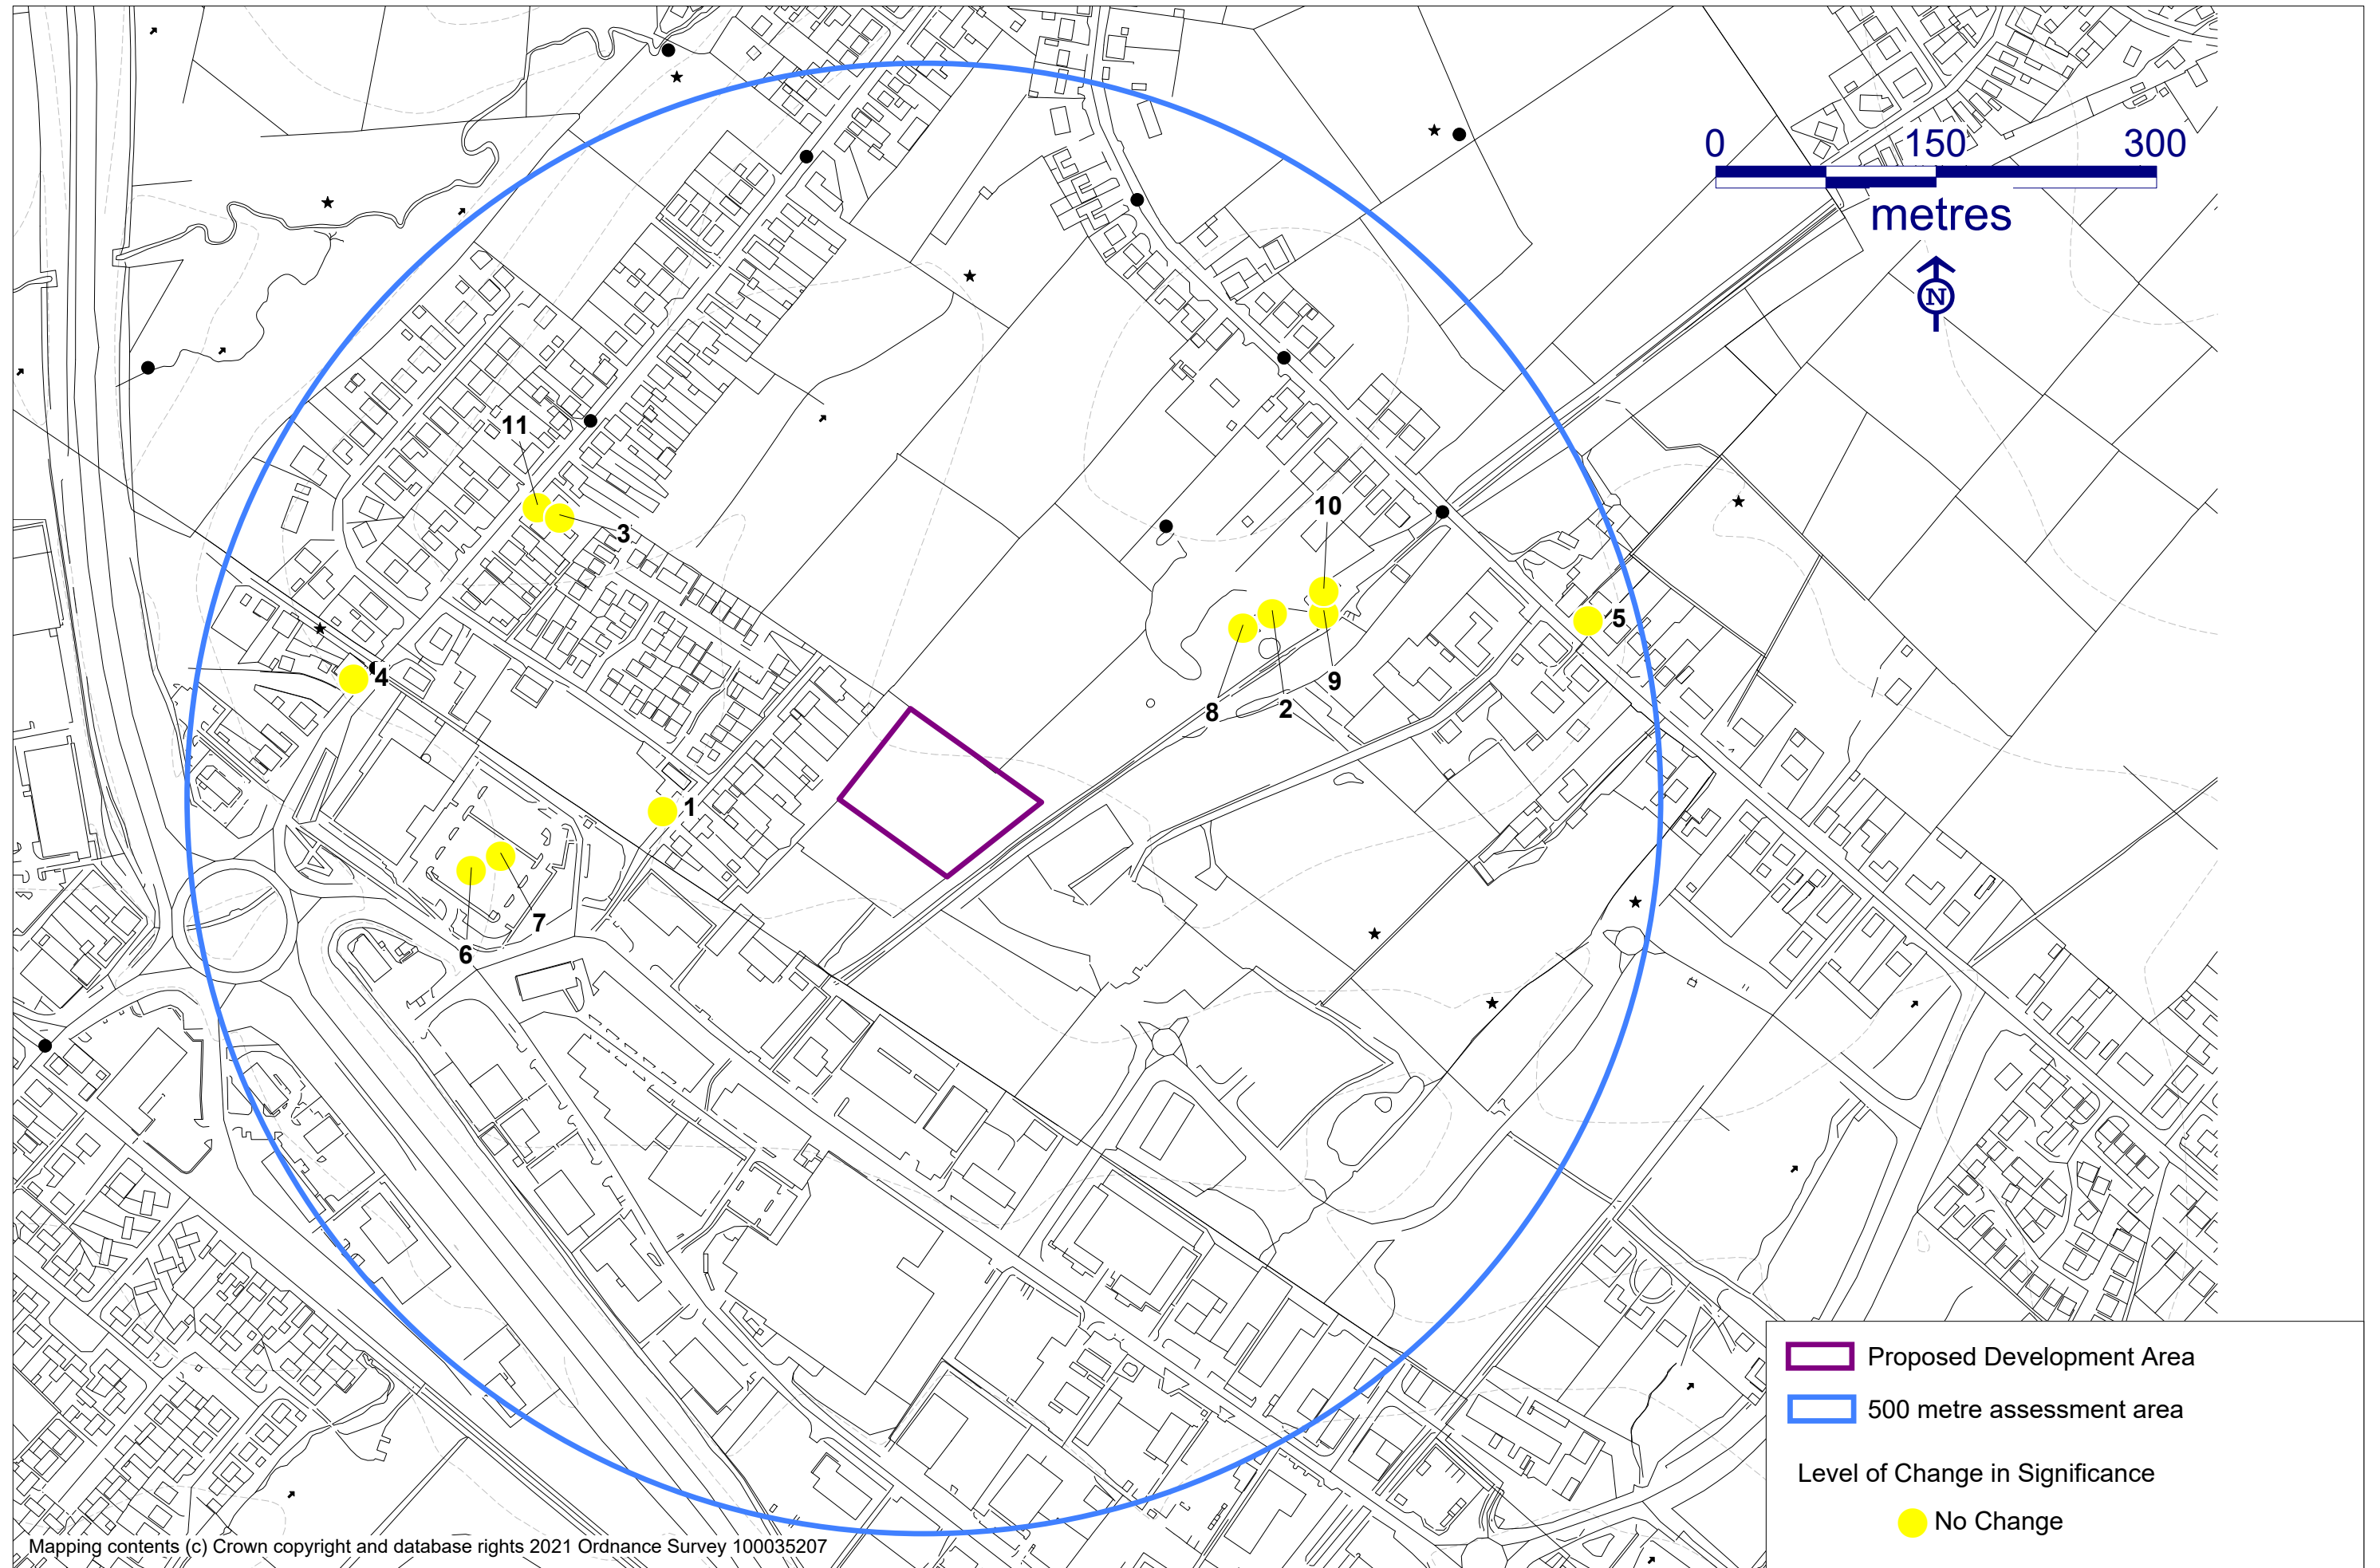 0 150 300
metres
N
11
3
10
5
4
9
8 2
1
7
6
Proposed Development Area
500 metre assessment area
Level of Change in Significance
No Change
Mapping contents (c) Crown copyright and database rights 2021 Ordnance Survey 100035207